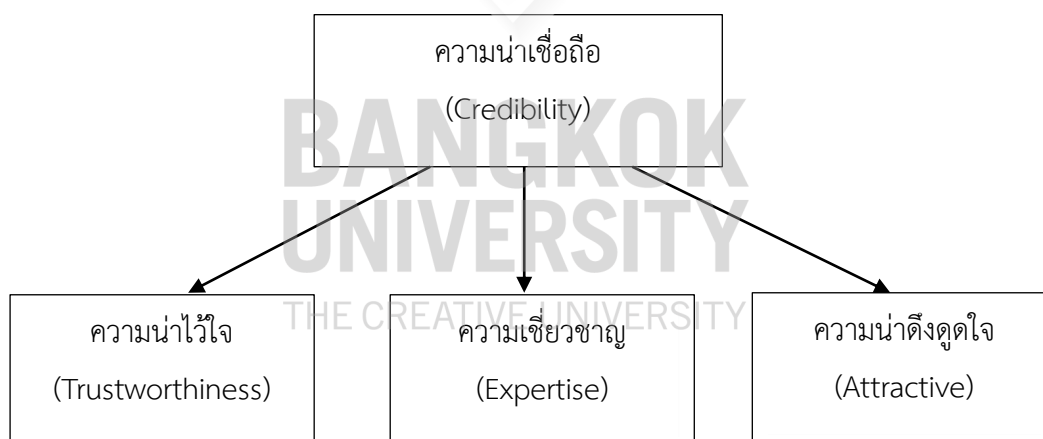 ความน่าเชื่อถือ
(Credibility)
BANGKOK
UNIVERSITY
THE CREATIVE UNIVERSITY
ความน่าไว้ใจ
(Trustworthiness)
ความเชี่ยวชาญ
(Expertise)
ความน่าดึงดูดใจ
(Attractive)